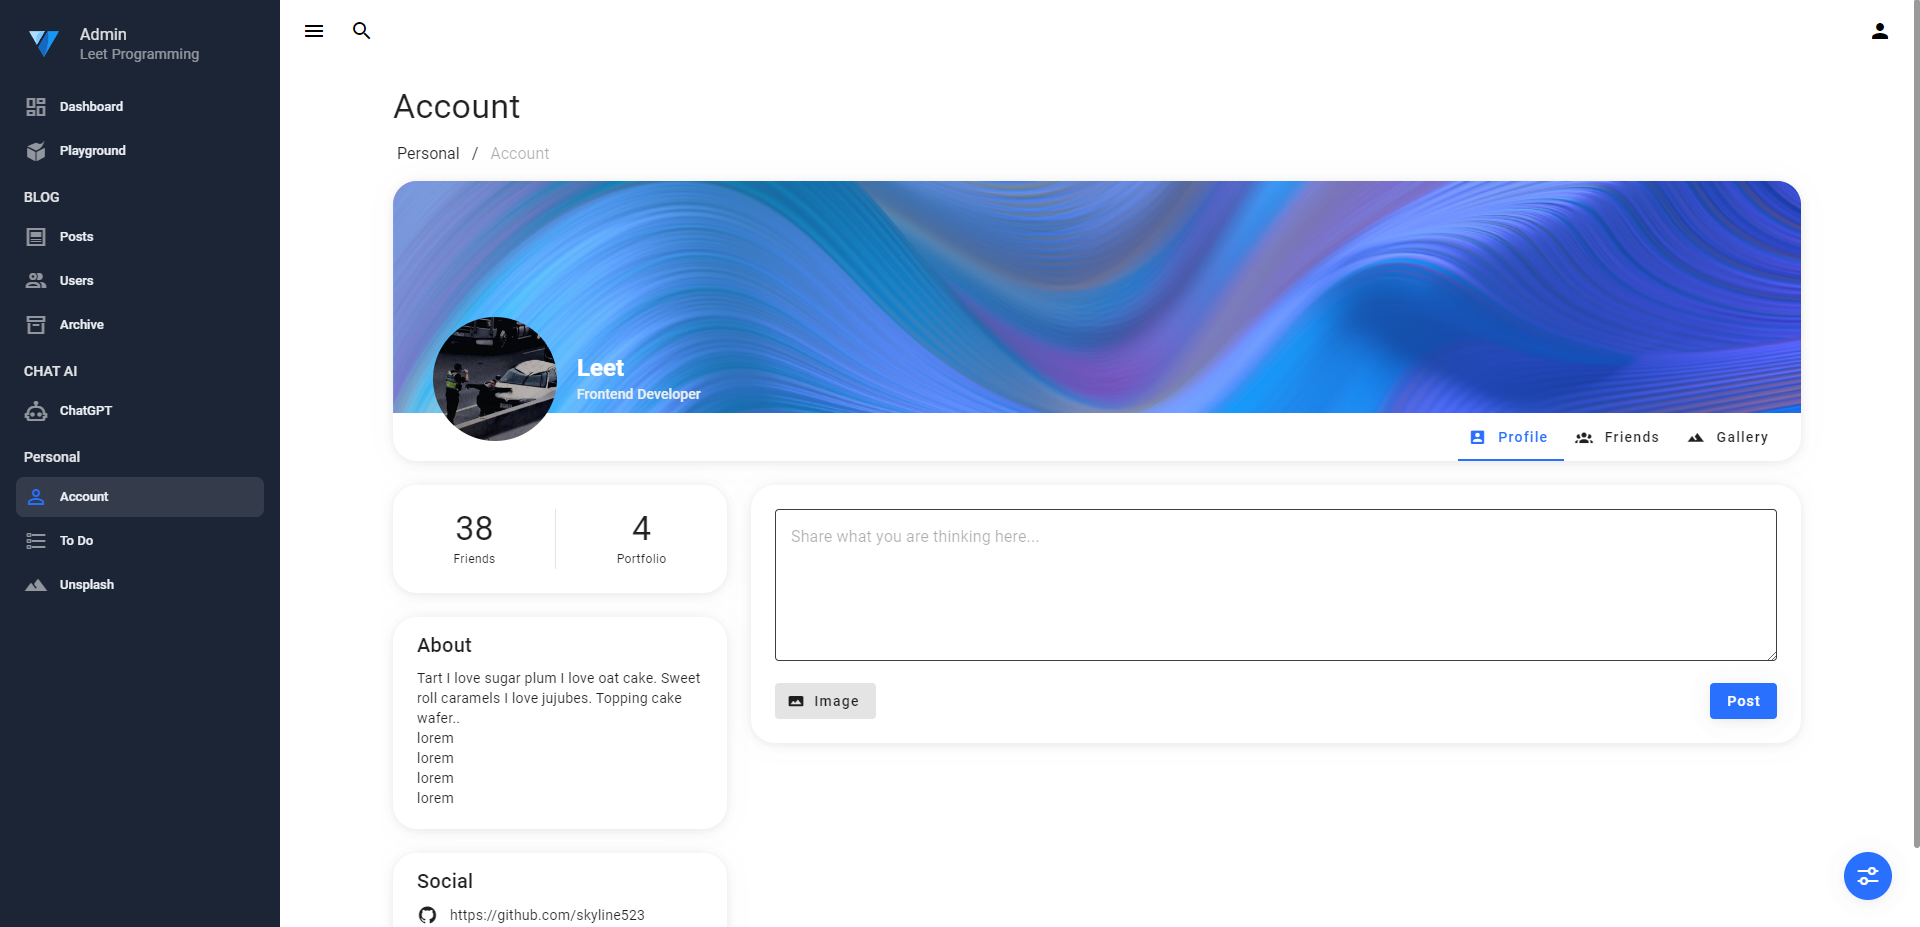 Admin
Leet Programming
Dashboard
Playground
BLOG
Posts
Users
Archive
CHAT AI
ChatGPT
Personal
Account
To Do
Unsplash
Account
Personal / Account
Leet
Frontend Developer
Profile Friends Gallery
38
Friends
4
Portfolio
About
Tart I love sugar plum I love oat cake. Sweet
roll caramels I love jujubes. Topping cake
wafer..
lorem
lorem
lorem
lorem
Social
https://github.com/skyline523
Share what you are thinking here...
Image
Post